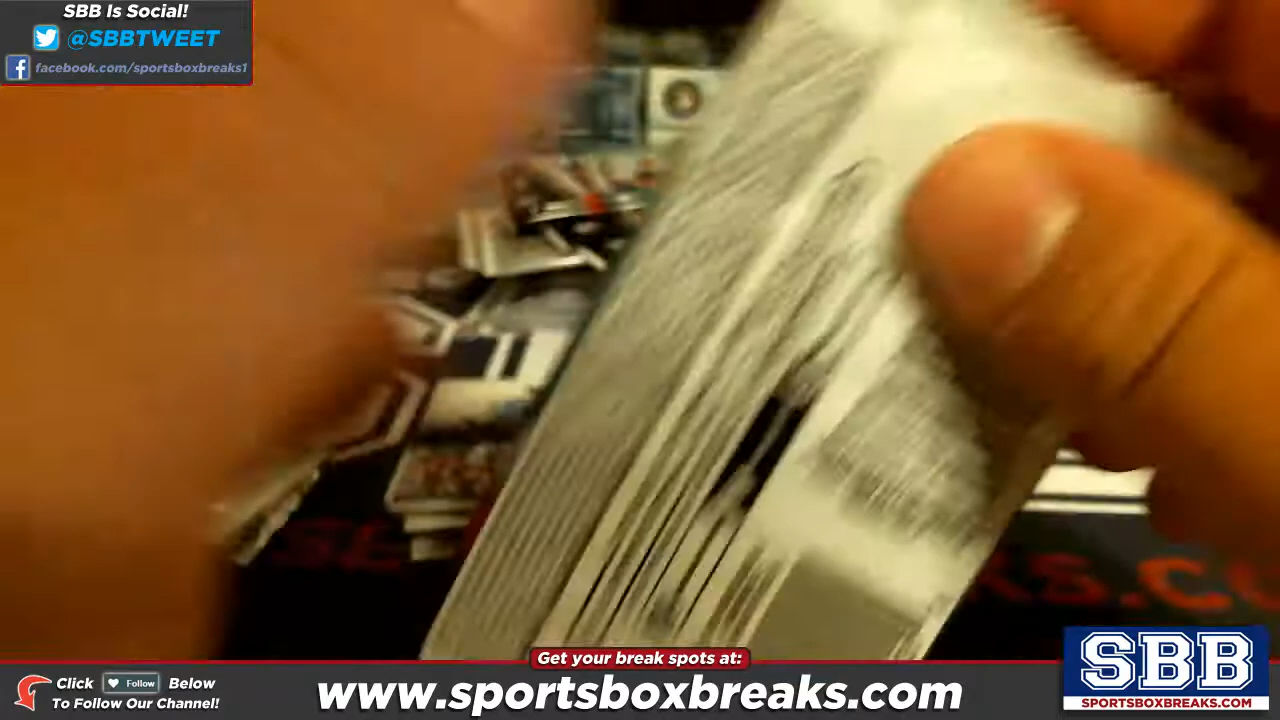 SBB Is Social!
@SBBTWEET
facebook.com/sportsboxbreaks1
Get your break spots at:
Click Follow Below
To Follow Our Channel!
www.sportsboxbreaks.com
SBB
SPORTSBOXBREAKS.COM